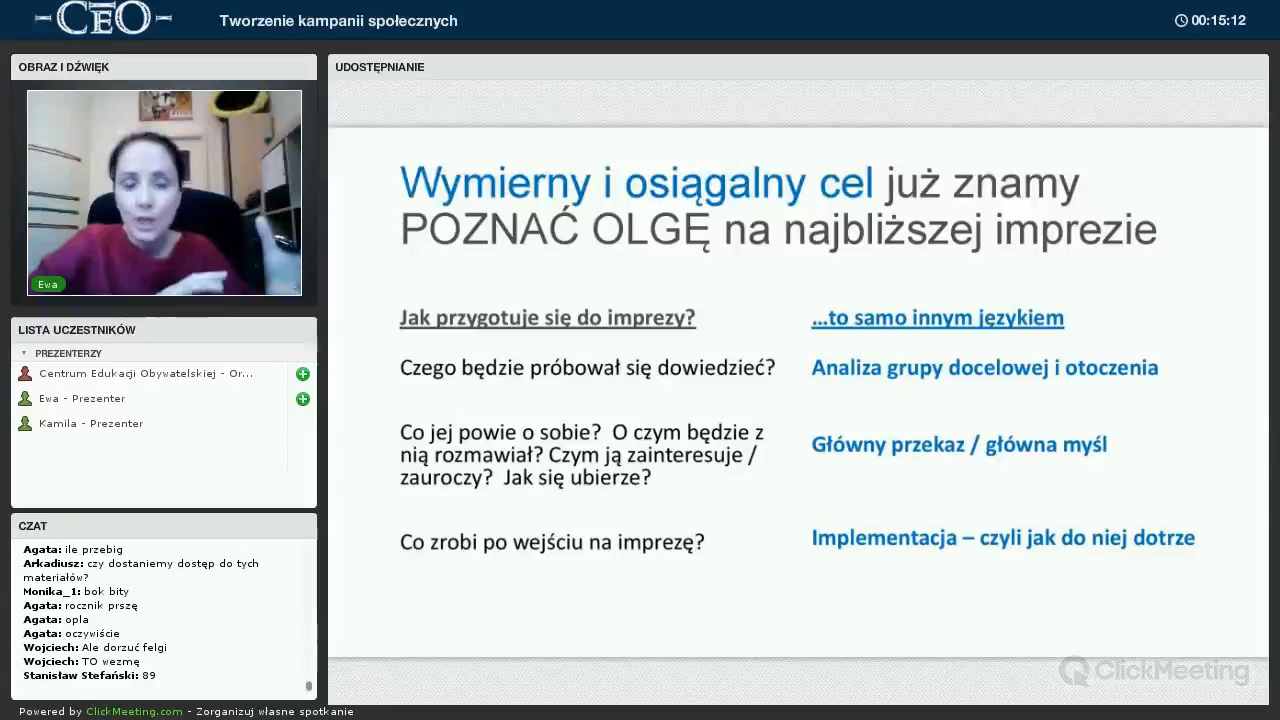 CEO
Tworzenie kampanii społecznych
00:15:12
OBRAZ I DŹWIĘK
Ewa
LISTA UCZESTNIKÓW
PREZENTERZY
Centrum Edukacji Obywatelskiej - Or...
Ewa - Prezenter
Kamila - Prezenter
CZAT
Agata: ile przebig
Arkadiusz: czy dostaniemy dostęp do tych
materiałów?
Monika_1: bok bity
Agata: rocznik prszę
Agata: opla
Agata: oczywiście
Wojciech: Ale dorzuć felgi
Wojciech: TO wezmę
Stanisław Stefański: 89
UDOSTĘPNIANIE
Wymierny i osiągalny cel już znamy
POZNAĆ OLGĘ na najbliższej imprezie
Jak przygotuje się do imprezy?
...to samo innym językiem
Czego będzie próbował się dowiedzieć?
Analiza grupy docelowej i otoczenia
Co jej powie o sobie? O czym będzie z
nią rozmawiał? Czym ją zainteresuje /
zauroczy? Jak się ubierze?
Główny przekaz / główna myśl
Co zrobi po wejściu na imprezę?
Implementacja – czyli jak do niej dotrze
ClickMeeting
Powered by ClickMeeting.com - Zorganizuj własne spotkanie